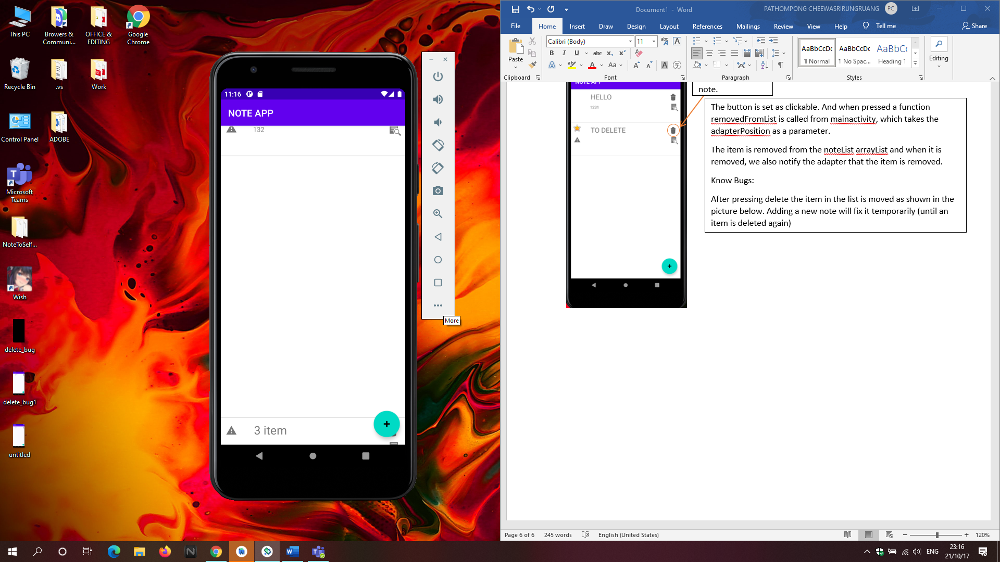 This PC
Browers &
Communi...
OFFICE &
EDITING
Google
Chrome
Recycle Bin
.vs
Work
Control Panel
ADOBE
Microsoft
Teams
NoteToSelf...
Wish
delete_bug
delete_bug1
untitled
11:16
NOTE APP
132
3 item
More
Document1 - Word
PATHOMPONG CHEEWASRIRUNGRUANG
PC
File
Home
Insert
Draw
Design
Layout
References
Mailings
Review
View
Help
Tell me
Share
Paste
Clipboard
Calibri (Body)
11
Font
Paragraph
AaBbCcDc
¶ Normal
AaBbCcDc
¶ No Spac...
AaBbCc
Heading 1
Styles
Editing
NOTE APP
HELLO
1231
TO DELETE
note.
The button is set as clickable. And when pressed a function
removedFromList is called from mainactivity, which takes the
adapterPosition as a parameter.
The item is removed from the noteList arrayList and when it is
removed, we also notify the adapter that the item is removed.
Know Bugs:
After pressing delete the item in the list is moved as shown in the
picture below. Adding a new note will fix it temporarily (until an
item is deleted again)
Page 6 of 6
245 words
English (United States)
120%
ENG
23:16
21/10/17